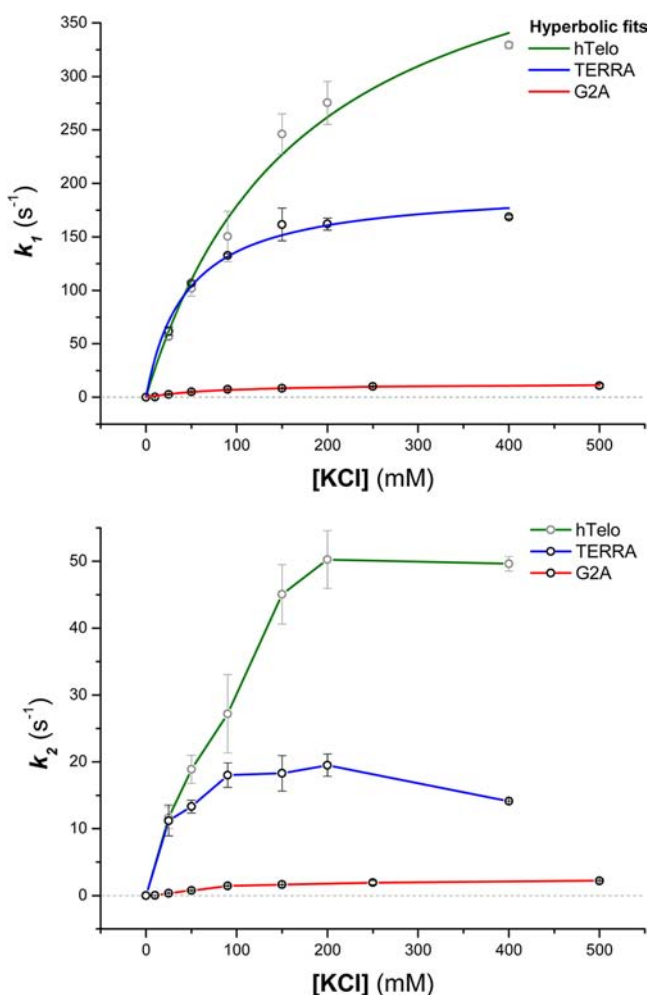 Hyperbolic fits
hTelo
TERRA
G2A
k1 (s⁻¹)
350
300
250
200
150
100
50
0
0 100 200 300 400 500
[KCl] (mM)
hTelo
TERRA
G2A
k2 (s⁻¹)
50
40
30
20
10
0
0 100 200 300 400 500
[KCl] (mM)